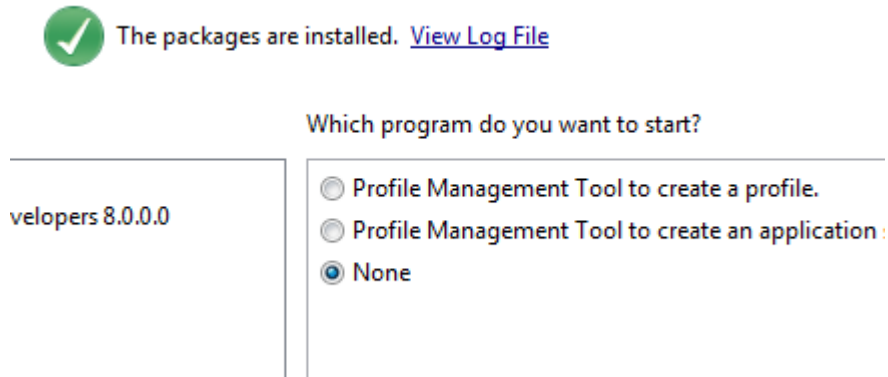 The packages are installed. View Log File
Which program do you want to start?
velopers 8.0.0.0
Profile Management Tool to create a profile.
Profile Management Tool to create an application
None